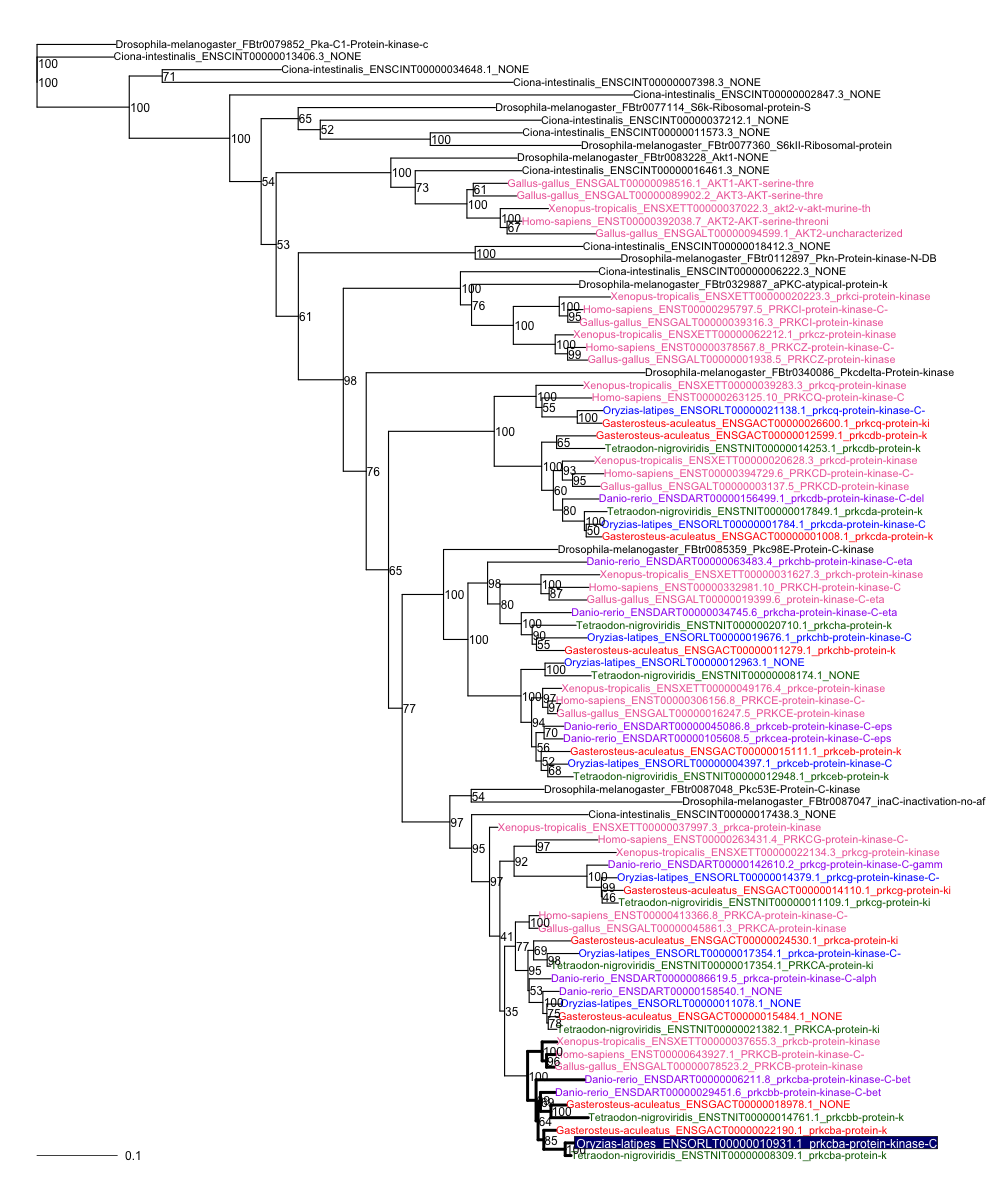 Drosophila-melanogaster_FBtr0079852_Pka-C1-Protein-kinase-c
Ciona-intestinalis_ENSCINT00000013406.3_NONE
100
Ciona-intestinalis_ENSCINT00000034648.1_NONE
71
100
Ciona-intestinalis_ENSCINT00000007398.3_NONE
Ciona-intestinalis_ENSCINT00000002847.3_NONE
100
Drosophila-melanogaster_FBtr0077114_S6k-Ribosomal-protein-S
65
Ciona-intestinalis_ENSCINT00000037212.1_NONE
52
Ciona-intestinalis_ENSCINT00000011573.3_NONE
100
100
Drosophila-melanogaster_FBtr0077360_S6kII-Ribosomal-protein
Drosophila-melanogaster_FBtr0083228_Akt1-NONE
100
Ciona-intestinalis_ENSCINT00000016461.3_NONE
54
Gallus-gallus_ENSGALT00000098516.1_AKT1-AKT-serine-thre
73
61
Gallus-gallus_ENSGALT00000089902.2_AKT3-AKT-serine-thre
100
Xenopus-tropicalis_ENSXETT00000037022.3_akt2-v-akt-murine-th
100
Homo-sapiens_ENST00000392038.7_AKT2-AKT-serine-threoni
67
Gallus-gallus_ENSGALT00000094599.1_AKT2-uncharacterized
53
Ciona-intestinalis_ENSCINT00000018412.3_NONE
100
Drosophila-melanogaster_FBtr0112897_Pkn-Protein-kinase-N-DB
Ciona-intestinalis_ENSCINT00000006222.3_NONE
100
Drosophila-melanogaster_FBtr0329887_aPKC-atypical-protein-k
Xenopus-tropicalis_ENSXETT00000020223.3_prkci-protein-kinase
76
100
Homo-sapiens_ENST00000295797.5_PRKCI-protein-kinase-C-
61
95
Gallus-gallus_ENSGALT00000039316.3_PRKCI-protein-kinase
100
Xenopus-tropicalis_ENSXETT00000062212.1_prkcz-protein-kinase
100
Homo-sapiens_ENST00000378567.8_PRKCZ-protein-kinase-C-
99
Gallus-gallus_ENSGALT00000001938.5_PRKCZ-protein-kinase
98
Drosophila-melanogaster_FBtr0340086_Pkcdelta-Protein-kinase
Xenopus-tropicalis_ENSXETT00000039283.3_prkcq-protein-kinase
100
Homo-sapiens_ENST00000263125.10_PRKCQ-protein-kinase-C
55
Oryzias-latipes_ENSORLT00000021138.1_prkcq-protein-kinase-C-
100
Gasterosteus-aculeatus_ENSGACT00000026600.1_prkcq-protein-ki
100
Gasterosteus-aculeatus_ENSGACT00000012599.1_prkcdb-protein-k
65
Tetraodon-nigroviridis_ENSTNIT00000014253.1_prkcdb-protein-k
Xenopus-tropicalis_ENSXETT00000020628.3_prkcd-protein-kinase
100
93
Homo-sapiens_ENST00000394729.6_PRKCD-protein-kinase-C-
76
95
Gallus-gallus_ENSGALT00000003137.5_PRKCD-protein-kinase
60
Danio-rerio_ENSDART00000156499.1_prkcdb-protein-kinase-C-del
80
Tetraodon-nigroviridis_ENSTNIT00000017849.1_prkcda-protein-k
100
Oryzias-latipes_ENSORLT00000001784.1_prkcda-protein-kinase-C
50
Gasterosteus-aculeatus_ENSGACT00000001008.1_prkcda-protein-k
Drosophila-melanogaster_FBtr0085359_Pkc98E-Protein-C-kinase
Danio-rerio_ENSDART00000063483.4_prkchb-protein-kinase-C-eta
65
Xenopus-tropicalis_ENSXETT00000031627.3_prkch-protein-kinase
98
Homo-sapiens_ENST00000332981.10_PRKCH-protein-kinase-C
100
100
87
Gallus-gallus_ENSGALT00000019399.6_prkch-protein-kinase-C-eta
80
Danio-rerio_ENSDART00000034745.6_prkcha-protein-kinase-C-eta
100
Tetraodon-nigroviridis_ENSTNIT00000020710.1_prkcha-protein-k
90
Oryzias-latipes_ENSORLT00000019676.1_prkchb-protein-kinase-C
100
55
Gasterosteus-aculeatus_ENSGACT00000011279.1_prkchb-protein-k
Oryzias-latipes_ENSORLT00000012963.1_NONE
100
Tetraodon-nigroviridis_ENSTNIT00000008174.1_NONE
Xenopus-tropicalis_ENSXETT00000049176.4_prkce-protein-kinase
100
97
Homo-sapiens_ENST00000306156.8_PRKCE-protein-kinase-C-
77
97
Gallus-gallus_ENSGALT00000016247.5_PRKCE-protein-kinase
94
Danio-rerio_ENSDART00000045086.8_prkceb-protein-kinase-C-eps
70
Danio-rerio_ENSDART00000105608.5_prkcea-protein-kinase-C-eps
56
Gasterosteus-aculeatus_ENSGACT00000015111.1_prkceb-protein-k
52
Oryzias-latipes_ENSORLT00000004397.1_prkceb-protein-kinase-C
68
Tetraodon-nigroviridis_ENSTNIT00000012948.1_prkceb-protein-k
Drosophila-melanogaster_FBtr0087048_Pkc53E-Protein-C-kinase
54
Drosophila-melanogaster_FBtr0087047_inaC-inactivation-no-af
97
Ciona-intestinalis_ENSCINT00000017438.3_NONE
Xenopus-tropicalis_ENSXETT00000037997.3_prkca-protein-kinase
95
Homo-sapiens_ENST00000263431.4_PRKCG-protein-kinase-C-
97
Xenopus-tropicalis_ENSXETT00000022134.3_prkcg-protein-kinase
92
Danio-rerio_ENSDART00000142610.2_prkcg-protein-kinase-C-gamm
100
97
Oryzias-latipes_ENSORLT00000014379.1_prkcg-protein-kinase-C-
99
Gasterosteus-aculeatus_ENSGACT00000014110.1_prkcg-protein-ki
46
Tetraodon-nigroviridis_ENSTNIT00000011109.1_prkcg-protein-ki
Homo-sapiens_ENST00000413366.8_PRKCA-protein-kinase-C-
100
Gallus-gallus_ENSGALT00000045861.3_PRKCA-protein-kinase
41
Gasterosteus-aculeatus_ENSGACT00000024530.1_prkca-protein-ki
77
69
Oryzias-latipes_ENSORLT00000017354.1_prkca-protein-kinase-C-
98
Tetraodon-nigroviridis_ENSTNIT00000017354.1_PRKCA-protein-ki
95
Danio-rerio_ENSDART00000086619.5_prkca-protein-kinase-C-alph
53
Danio-rerio_ENSDART00000158540.1_NONE
100
Oryzias-latipes_ENSORLT00000011078.1_NONE
35
75
Gasterosteus-aculeatus_ENSGACT00000015484.1_NONE
78
Tetraodon-nigroviridis_ENSTNIT00000021382.1_PRKCA-protein-ki
Xenopus-tropicalis_ENSXETT00000037655.3_prkcb-protein-kinase
100
Homo-sapiens_ENST00000643927.1_PRKCB-protein-kinase-C-
96
Gallus-gallus_ENSGALT00000078523.2_PRKCB-protein-kinase
100
Danio-rerio_ENSDART00000006211.8_prkcba-protein-kinase-C-bet
Danio-rerio_ENSDART00000029451.6_prkcbb-protein-kinase-C-bet
Gasterosteus-aculeatus_ENSGACT00000018978.1_NONE
100
Tetraodon-nigroviridis_ENSTNIT00000014761.1_prkcbb-protein-k
64
Gasterosteus-aculeatus_ENSGACT00000022190.1_prkcba-protein-k
85
Oryzias-latipes_ENSORLT00000010931.1_prkcba-protein-kinase-C
100
Tetraodon-nigroviridis_ENSTNIT00000008309.1_prkcba-protein-k
0.1